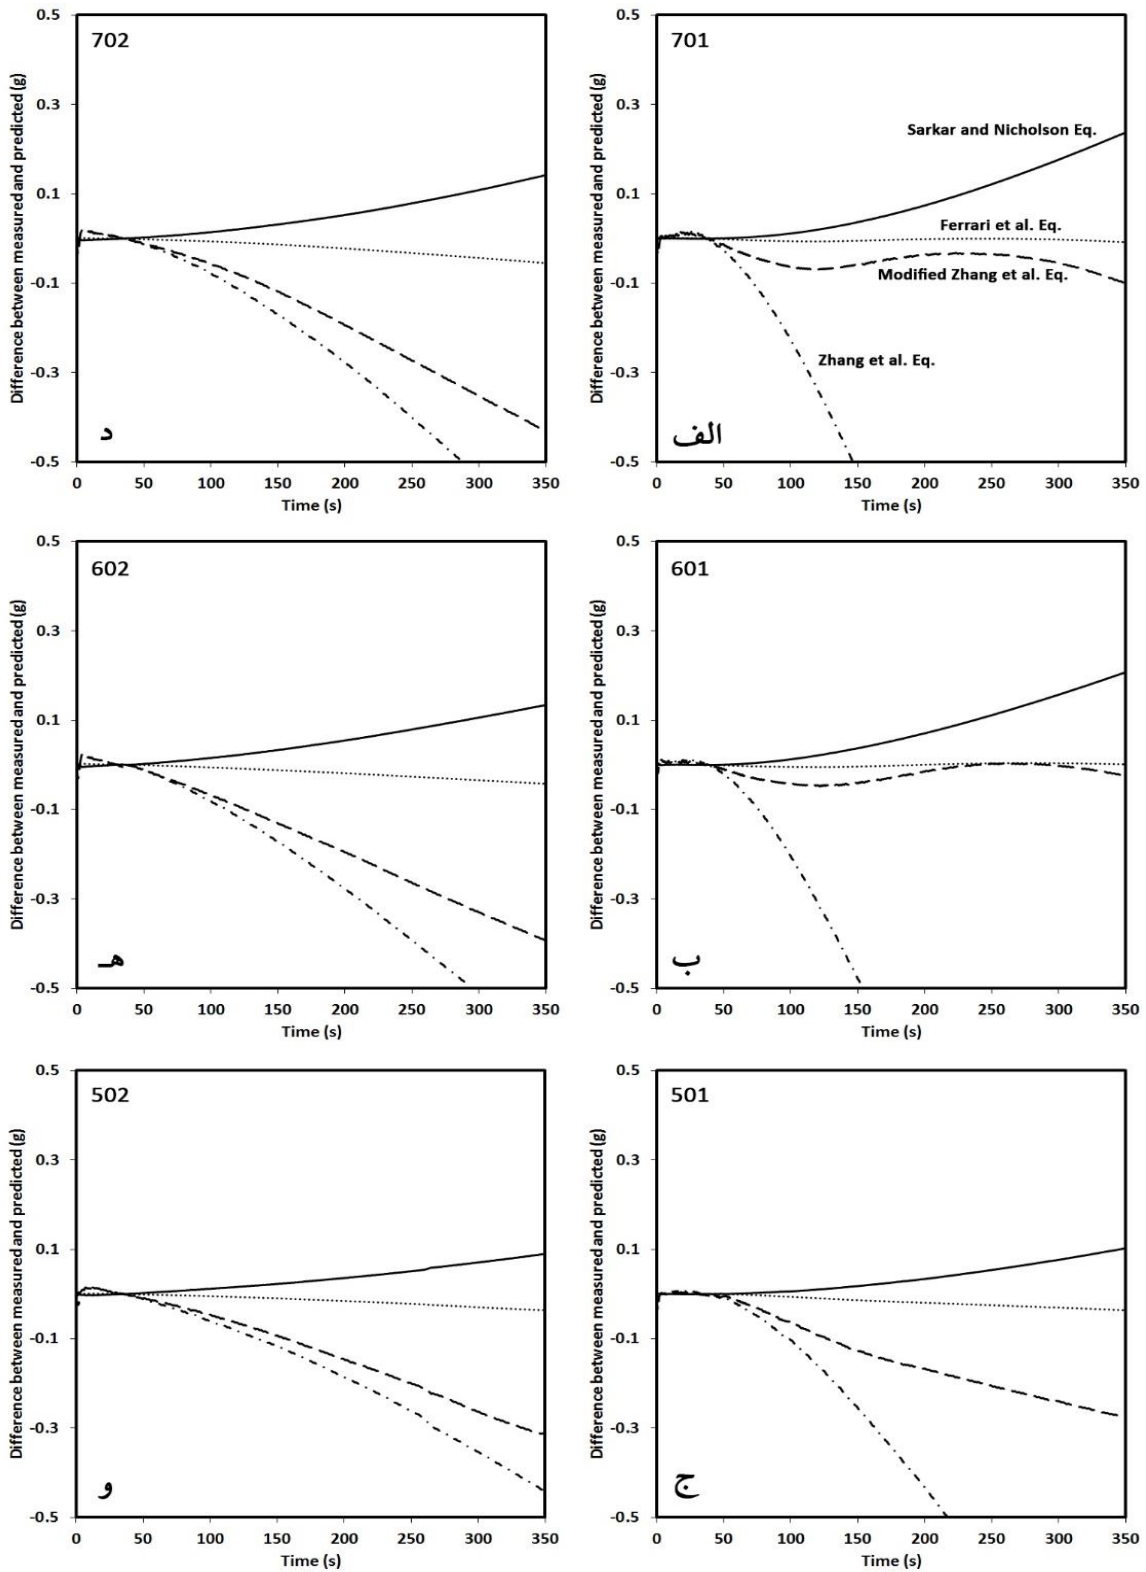 702
Difference between measured and predicted (g)
0.5
0.3
0.1
-0.1
-0.3
-0.5
د
0 50 100 150 200 250 300 350
Time (s)
701
Difference between measured and predicted (g)
0.5
0.3
0.1
-0.1
-0.3
-0.5
Sarkar and Nicholson Eq.
Ferrari et al. Eq.
Modified Zhang et al. Eq.
Zhang et al. Eq.
الف
0 50 100 150 200 250 300 350
Time (s)
602
Difference between measured and predicted (g)
0.5
0.3
0.1
-0.1
-0.3
-0.5
هـ
0 50 100 150 200 250 300 350
Time (s)
601
Difference between measured and predicted (g)
0.5
0.3
0.1
-0.1
-0.3
-0.5
ب
0 50 100 150 200 250 300 350
Time (s)
502
Difference between measured and predicted (g)
0.5
0.3
0.1
-0.1
-0.3
-0.5
و
0 50 100 150 200 250 300 350
Time (s)
501
Difference between measured and predicted (g)
0.5
0.3
0.1
-0.1
-0.3
-0.5
ج
0 50 100 150 200 250 300 350
Time (s)